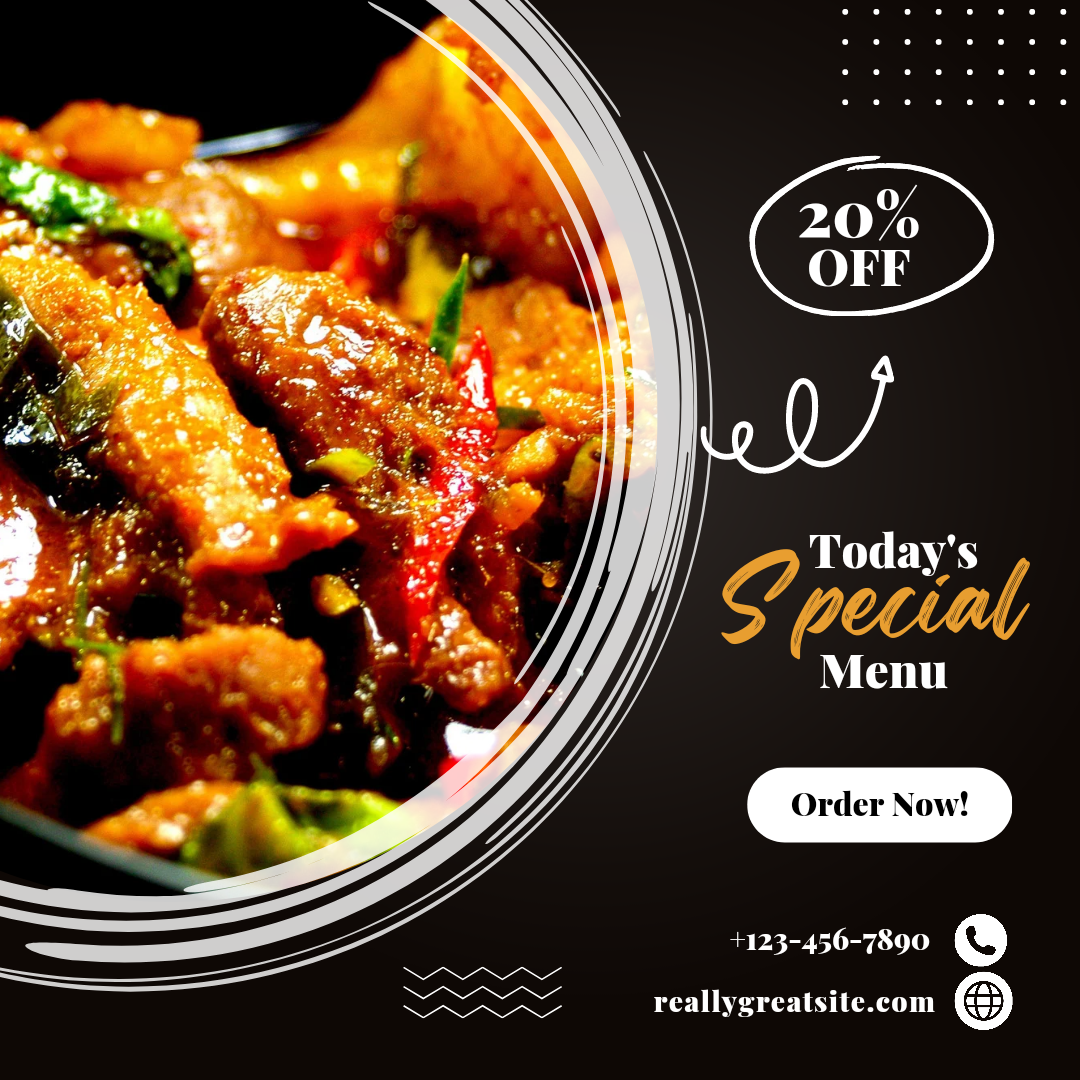 20%
OFF
Today's
Special
Menu
Order Now!
+123-456-7890
reallygreatsite.com